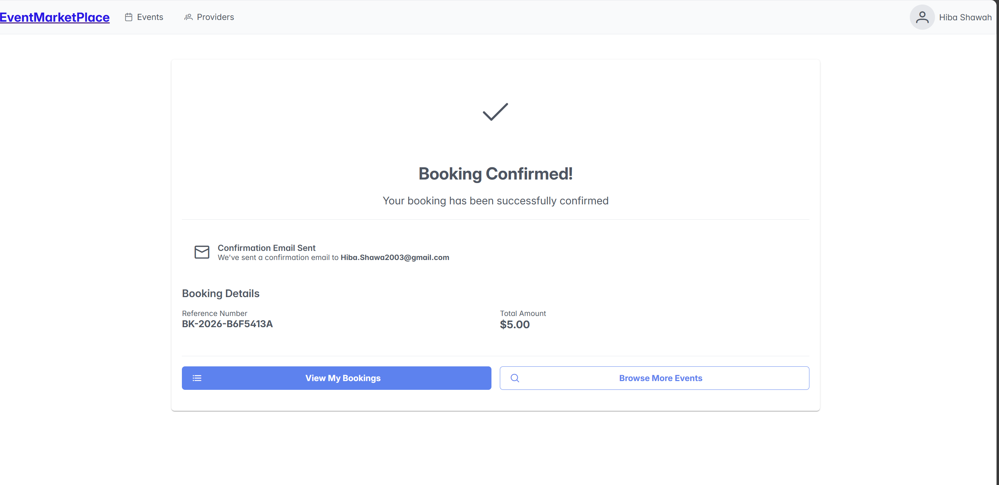 EventMarketPlace
Events
Providers
Hiba Shawah
Booking Confirmed!
Your booking has been successfully confirmed
Confirmation Email Sent
We've sent a confirmation email to Hiba.Shawa2003@gmail.com
Booking Details
Reference Number
BK-2026-B6F5413A
Total Amount
$5.00
View My Bookings
Browse More Events